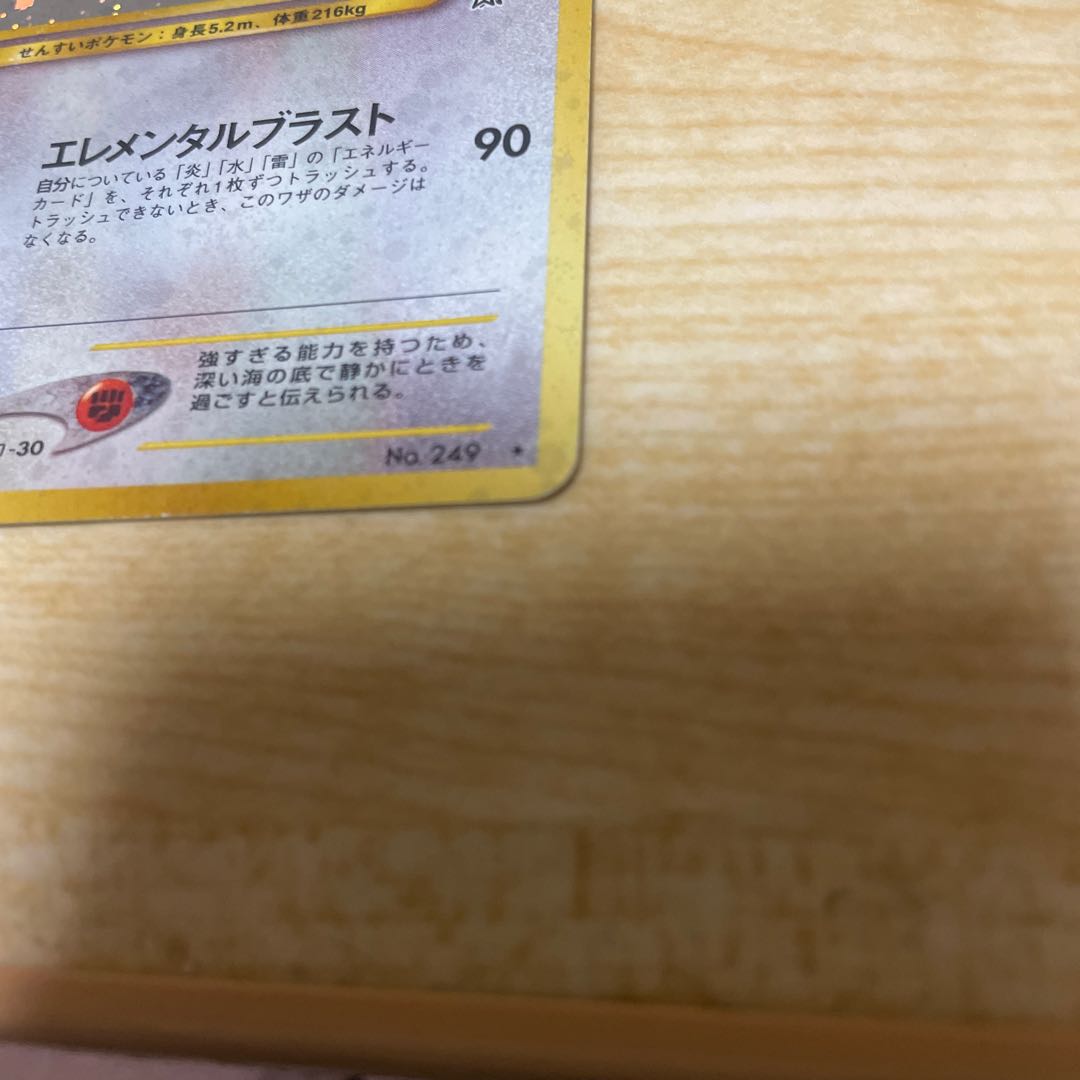 せんすいポケモン：身長5.2m、体重216kg
エレメンタルブラスト 90
自分についている「炎」「水」「雷」の「エネルギー
カード」を、それぞれ1枚ずつトラッシュする。
トラッシュできないとき、このワザのダメージは
なくなる。
強すぎる能力を持つため、
深い海の底で静かにときを
過ごすと伝えられる。
-30
No. 249